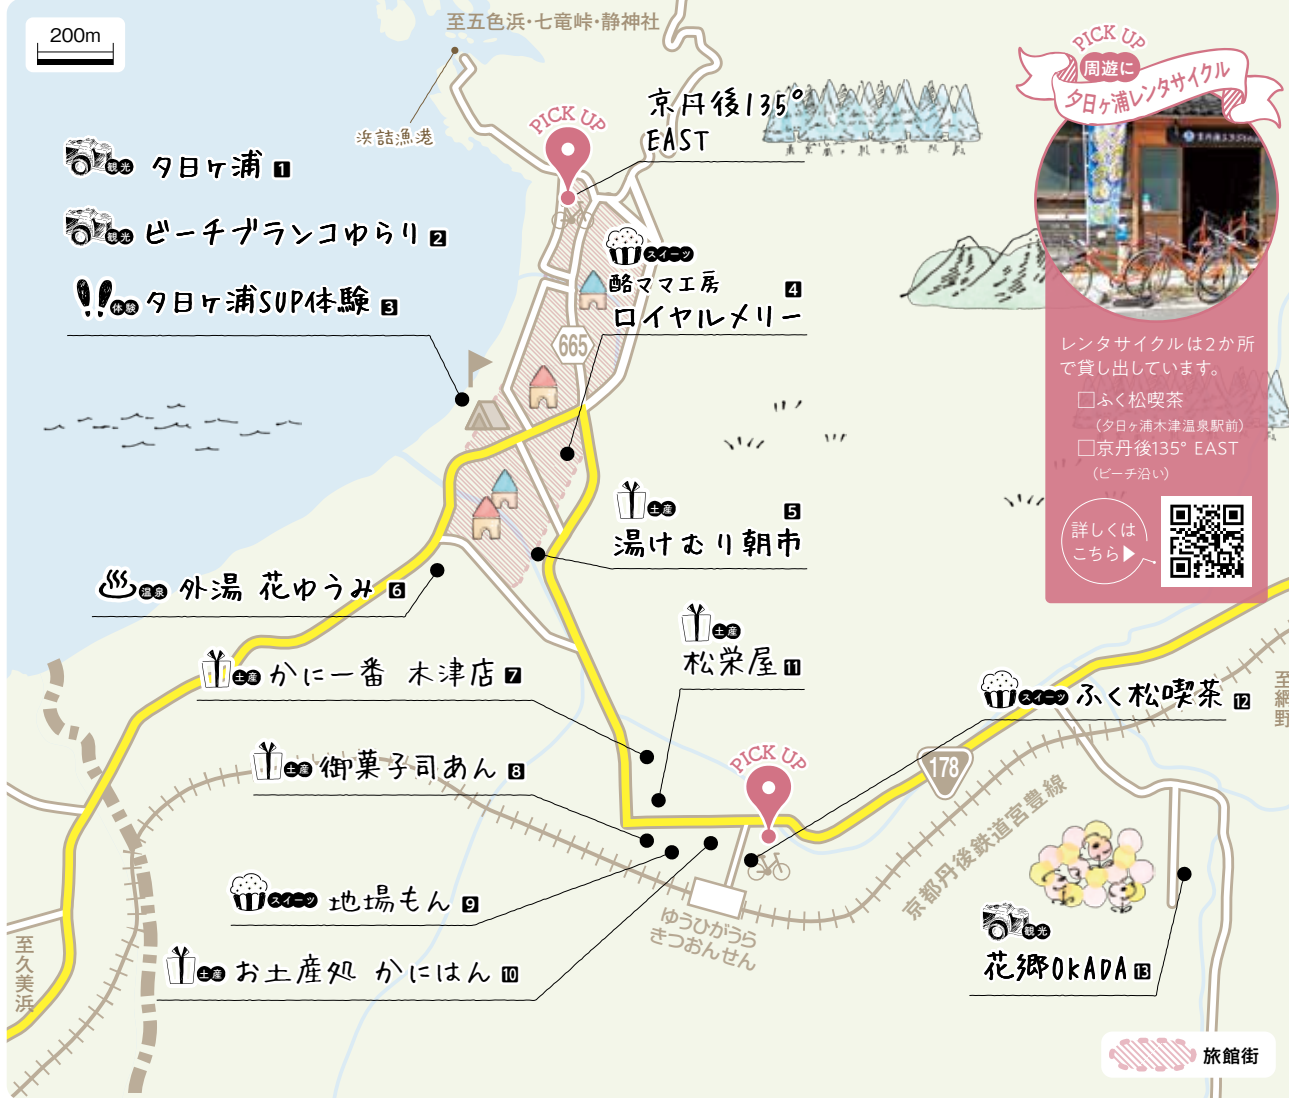 200m
至五色浜・七竜峠・静神社
浜詰漁港
PICK UP
京丹後135°
EAST
観光 夕日ヶ浦 1
観光 ビーチブランコゆらり 2
体験 夕日ヶ浦SUP体験 3
スイーツ
酪ママ工房 4
ロイヤルメリー
665
土産 5
湯けむり朝市
温泉 外湯 花ゆうみ 6
土産 かに一番 木津店 7
土産 御菓子司あん 8
スイーツ 地場もん 9
土産 お土産処 かにはん 10
土産
松栄屋 11
スイーツ ふく松喫茶 12
PICK UP
178
京都丹後鉄道宮豊線
ゆうひがうら
きつおんせん
観光
花郷OKADA 13
至久美浜
至網野
旅館街
PICK UP
周遊に
夕日ヶ浦レンタサイクル
レンタサイクルは2か所
で貸し出しています。
□ふく松喫茶
(夕日ヶ浦木津温泉駅前)
□京丹後135° EAST
(ビーチ沿い)
詳しくは
こちら▶